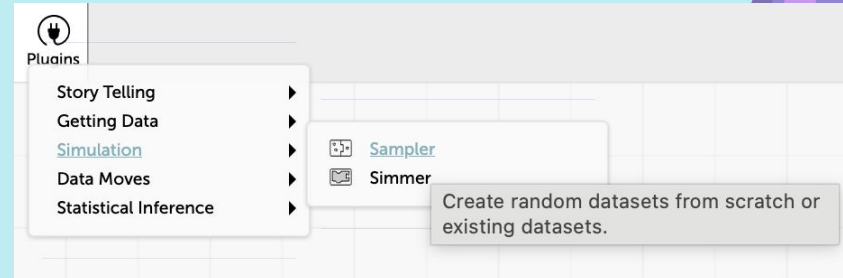 Plugins
Story Telling
Getting Data
Simulation
Data Moves
Statistical Inference
Sampler
Simmer
Create random datasets from scratch or
existing datasets.